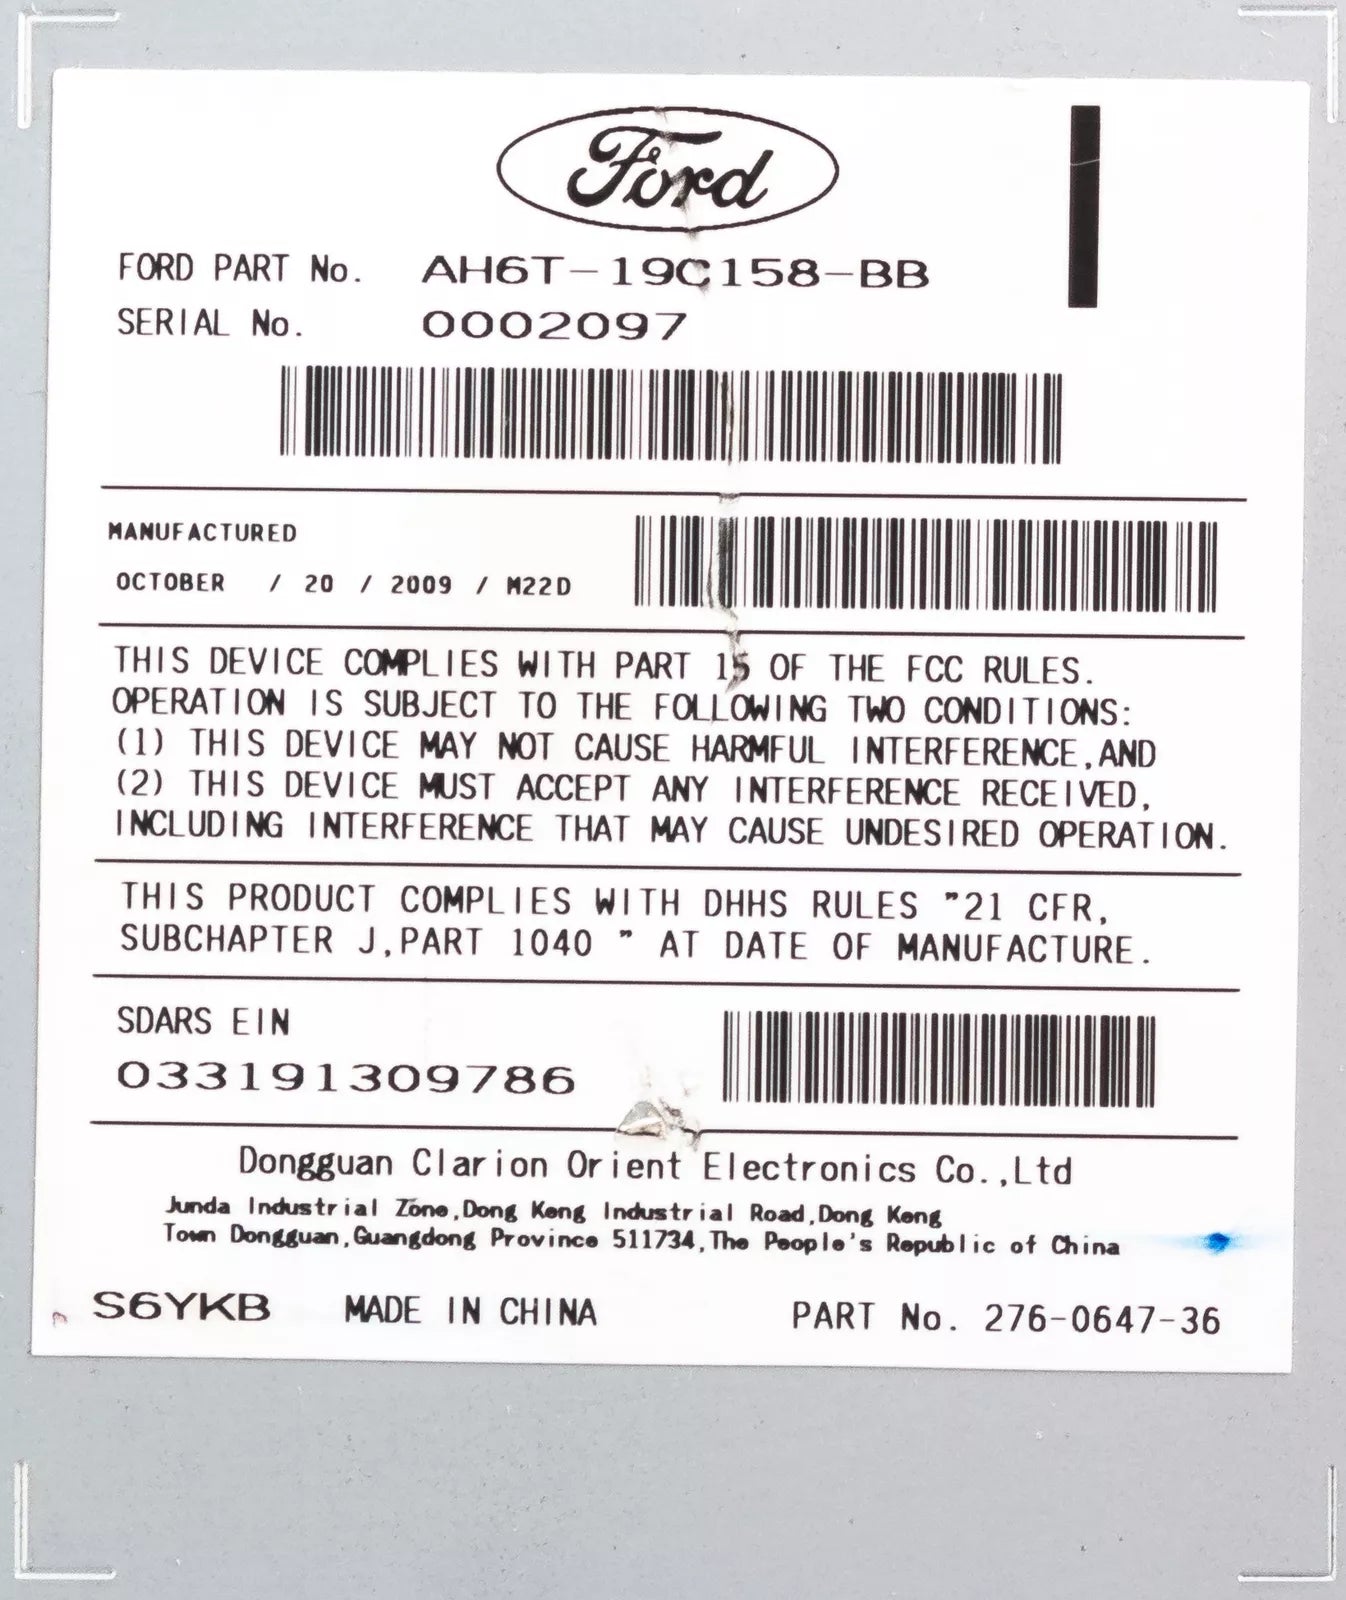 Ford
FORD PART No. AH6T-19C158-BB
SERIAL No. 0002097
MANUFACTURED
OCTOBER / 20 / 2009 / M22D
THIS DEVICE COMPLIES WITH PART 15 OF THE FCC RULES.
OPERATION IS SUBJECT TO THE FOLLOWING TWO CONDITIONS:
(1) THIS DEVICE MAY NOT CAUSE HARMFUL INTERFERENCE,AND
(2) THIS DEVICE MUST ACCEPT ANY INTERFERENCE RECEIVED,
INCLUDING INTERFERENCE THAT MAY CAUSE UNDESIRED OPERATION.
THIS PRODUCT COMPLIES WITH DHHS RULES "21 CFR,
SUBCHAPTER J,PART 1040 " AT DATE OF MANUFACTURE.
SDARS EIN
033191309786
Dongguan Clarion Orient Electronics Co.,Ltd
Junda Industrial Zone,Dong Keng Industrial Road,Dong Keng
Town Dongguan,Guangdong Province 511734,The People's Republic of China
S6YKB MADE IN CHINA PART No. 276-0647-36